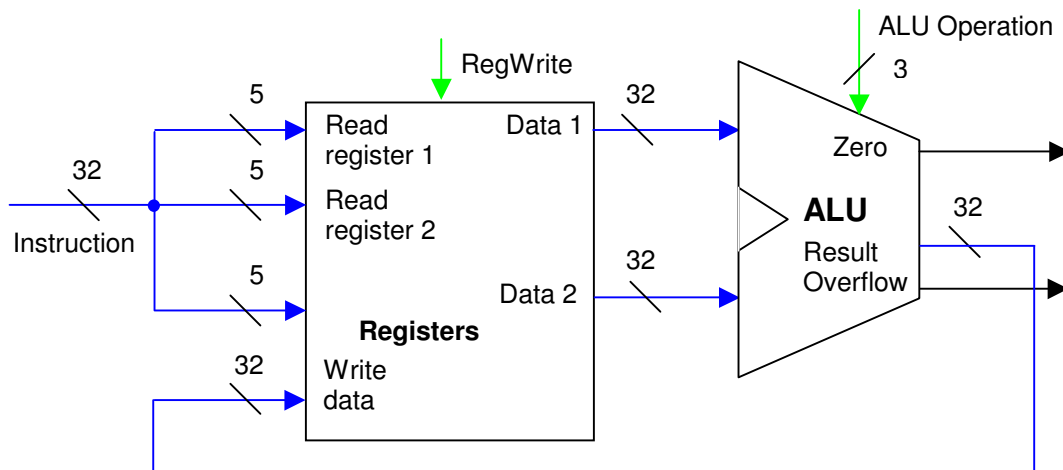 ALU Operation
3
RegWrite
5
Read
register 1
Data 1
32
Zero
32
Instruction
5
Read
register 2
ALU
32
Result
Overflow
5
Data 2
32
Registers
32
Write
data